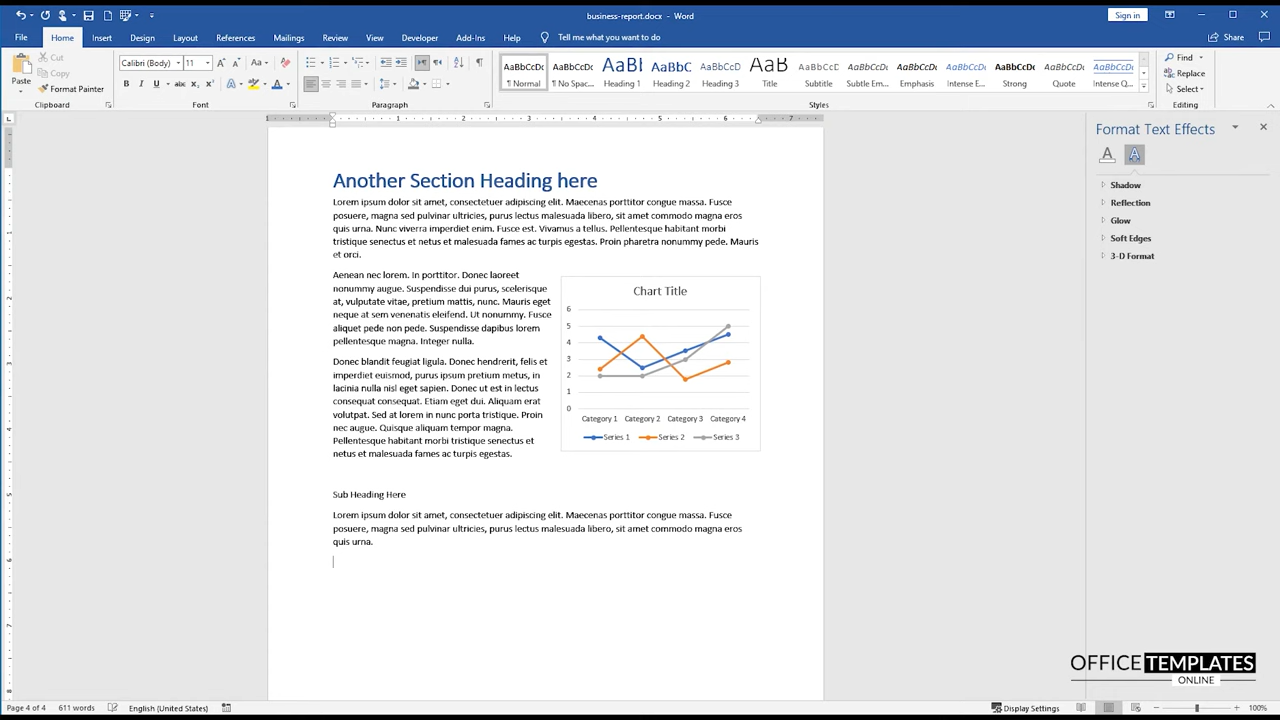 business-report.docx - Word
Sign in
File Home Insert Design Layout References Mailings Review View Developer Add-Ins Help Tell me what you want to do Share
Paste
Cut
Copy
Format Painter
Clipboard
Calibri (Body) 11
Font
Paragraph
AaBbCcDc AaBbCcDc AaBI AaBbC AaBbCcD AaB AaBbCcD AaBbCcDc AaBbCcDc AaBbCcDc AaBbCcDc AaBbCcDc AaBbCcDc
¶ Normal ¶ No Spac... Heading 1 Heading 2 Heading 3 Title Subtitle Subtle Em... Emphasis Intense E... Strong Quote Intense Q...
Styles
Find
Replace
Select
Editing
1 1 2 3 4 5 6 7
Another Section Heading here
Lorem ipsum dolor sit amet, consectetuer adipiscing elit. Maecenas porttitor congue massa. Fusce
posuere, magna sed pulvinar ultricies, purus lectus malesuada libero, sit amet commodo magna eros
quis urna. Nunc viverra imperdiet enim. Fusce est. Vivamus a tellus. Pellentesque habitant morbi
tristique senectus et netus et malesuada fames ac turpis egestas. Proin pharetra nonummy pede. Mauris
et orci.
Aenean nec lorem. In porttitor. Donec laoreet
nonummy augue. Suspendisse dui purus, scelerisque
at, vulputate vitae, pretium mattis, nunc. Mauris eget
neque at sem venenatis eleifend. Ut nonummy. Fusce
aliquet pede non pede. Suspendisse dapibus lorem
pellentesque magna. Integer nulla.
Donec blandit feugiat ligula. Donec hendrerit, felis et
imperdiet euismod, purus ipsum pretium metus, in
lacinia nulla nisl eget sapien. Donec ut est in lectus
consequat consequat. Etiam eget dui. Aliquam erat
volutpat. Sed at lorem in nunc porta tristique. Proin
nec augue. Quisque aliquam tempor magna.
Pellentesque habitant morbi tristique senectus et
netus et malesuada fames ac turpis egestas.
Chart Title
6
5
4
3
2
1
0
Category 1 Category 2 Category 3 Category 4
Series 1 Series 2 Series 3
Sub Heading Here
Lorem ipsum dolor sit amet, consectetuer adipiscing elit. Maecenas porttitor congue massa. Fusce
posuere, magna sed pulvinar ultricies, purus lectus malesuada libero, sit amet commodo magna eros
quis urna.
Format Text Effects
Shadow
Reflection
Glow
Soft Edges
3-D Format
OFFICE TEMPLATES
ONLINE
Page 4 of 4 611 words English (United States) Display Settings 100%